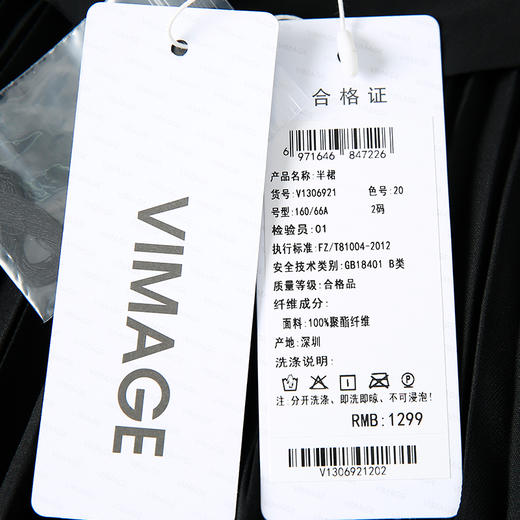 VIMAGE
合格证
6 971646 847226
产品名称:半裙
货号:V1306921 色号:20
号型:160/66A 2码
检验员:01
执行标准:FZ/T81004-2012
安全技术类别:GB18401 B类
质量等级:合格品
纤维成分:
面料:100%聚酯纤维
产地:深圳
洗涤说明:
注:分开洗涤、即洗即晾、不可浸泡!
RMB:1299
V1306921202